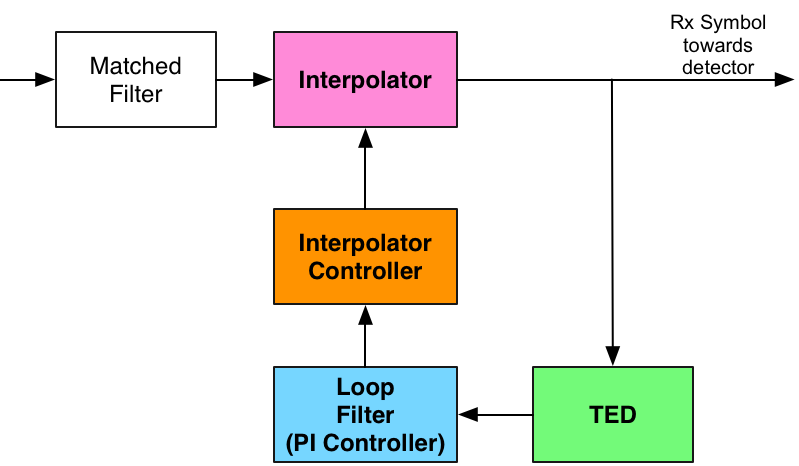 Rx Symbol
towards
detector
Matched
Filter
Interpolator
Interpolator
Controller
Loop
Filter
(PI Controller)
TED